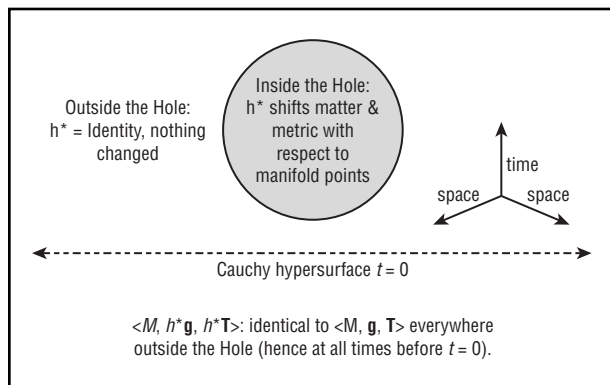 Outside the Hole:
h* = Identity, nothing
changed
Inside the Hole:
h* shifts matter &
metric with
respect to
manifold points
time
space
space
Cauchy hypersurface t = 0
<M, h*g, h*T>: identical to <M, g, T> everywhere
outside the Hole (hence at all times before t = 0).